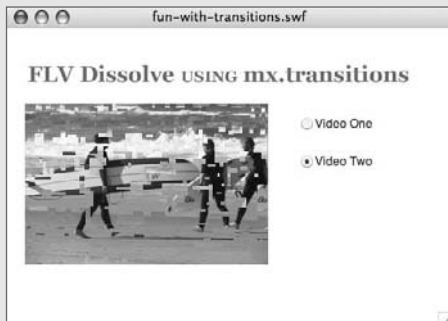 fun-with-transitions.swf
FLV Dissolve USING mx.transitions
Video One
Video Two